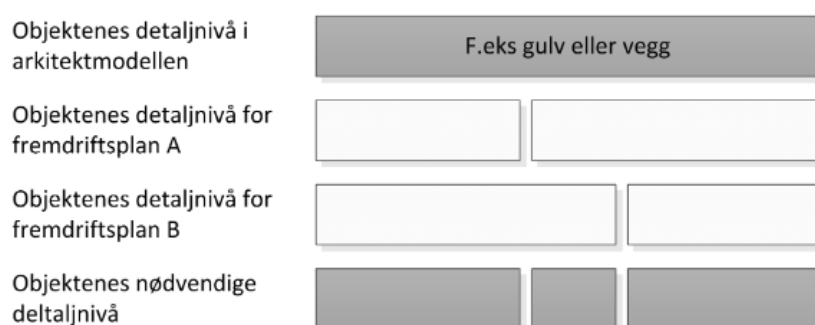 Objektenes detaljnivå i
arkitektmodellen
F.eks gulv eller vegg
Objektenes detaljnivå for
fremdriftsplan A
Objektenes detaljnivå for
fremdriftsplan B
Objektenes nødvendige
deltaljnivå